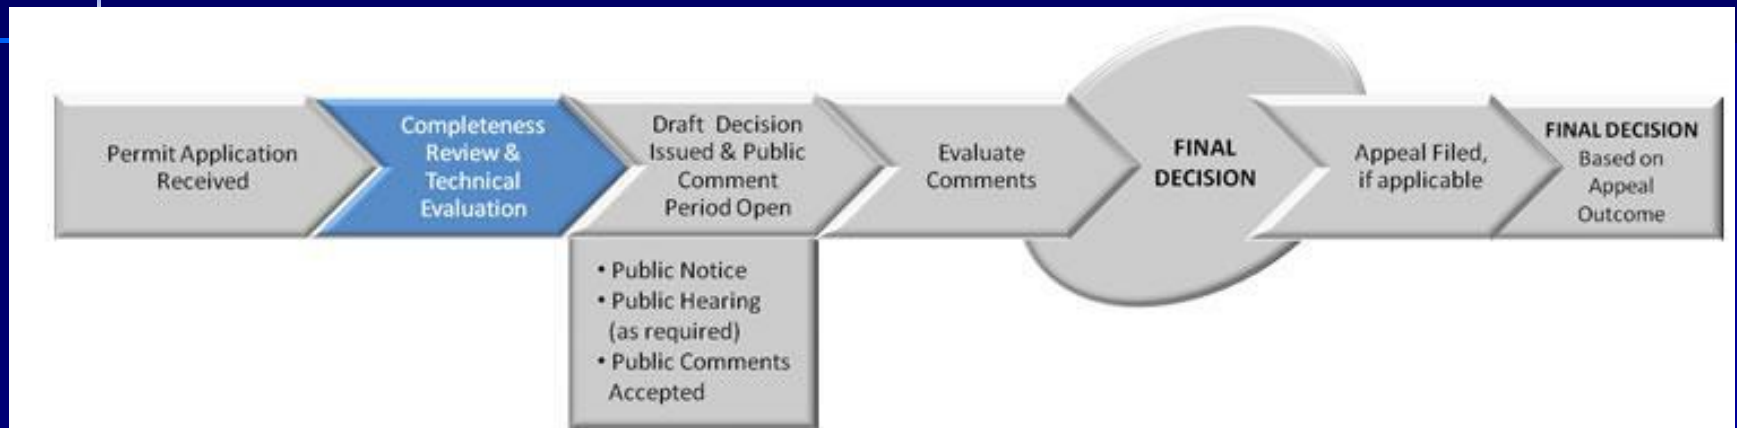 Permit Application
Received
Completeness
Review &
Technical
Evaluation
Draft Decision
Issued & Public
Comment
Period Open
• Public Notice
• Public Hearing
(as required)
• Public Comments
Accepted
Evaluate
Comments
FINAL
DECISION
Appeal Filed,
if applicable
FINAL DECISION
Based on
Appeal
Outcome